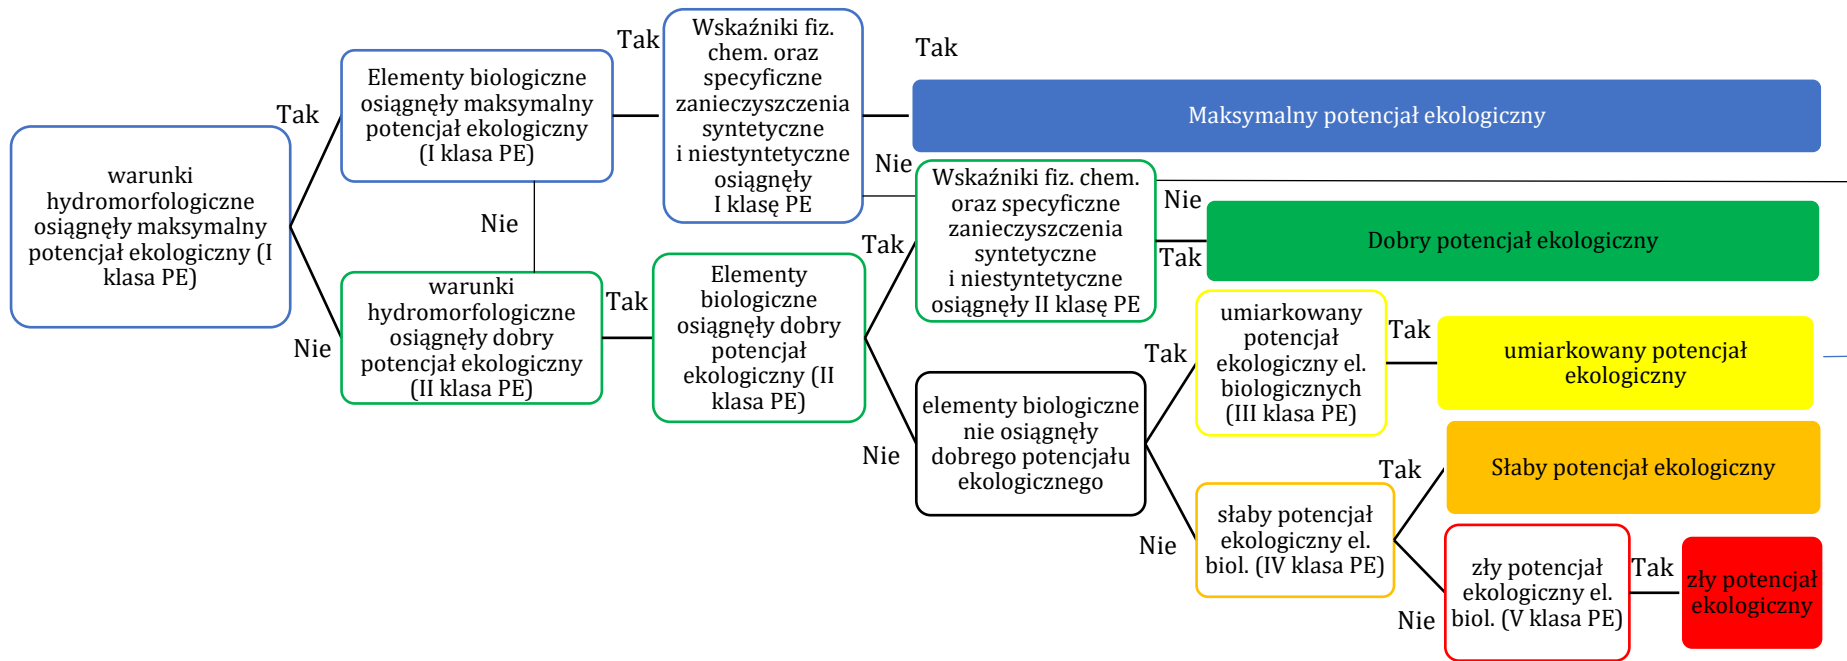 warunki
hydromorfologiczne
osiągnęły maksymalny
potencjał ekologiczny (I
klasa PE)
Tak
Nie
Elementy biologiczne
osiągnęły maksymalny
potencjał ekologiczny
(I klasa PE)
Nie
warunki
hydromorfologiczne
osiągnęły dobry
potencjał ekologiczny
(II klasa PE)
Tak
Tak
Wskaźniki fiz.
chem. oraz
specyficzne
zanieczyszczenia
syntetyczne
i niestyntetyczne
osiągnęły
I klasę PE
Elementy
biologiczne
osiągnęły dobry
potencjał
ekologiczny (II
klasa PE)
Tak
Nie
Tak
Nie
Maksymalny potencjał ekologiczny
Wskaźniki fiz. chem.
oraz specyficzne
zanieczyszczenia
syntetyczne
i niestyntetyczne
osiągnęły II klasę PE
Nie
Tak
Dobry potencjał ekologiczny
elementy biologiczne
nie osiągnęły
dobrego potencjału
ekologicznego
Tak
Nie
umiarkowany
potencjał
ekologiczny el.
biologicznych
(III klasa PE)
Tak
umiarkowany potencjał
ekologiczny
słaby potencjał
ekologiczny el.
biol. (IV klasa PE)
Tak
Nie
Słaby potencjał ekologiczny
zły potencjał
ekologiczny el.
biol. (V klasa PE)
Tak
zły potencjał
ekologiczny